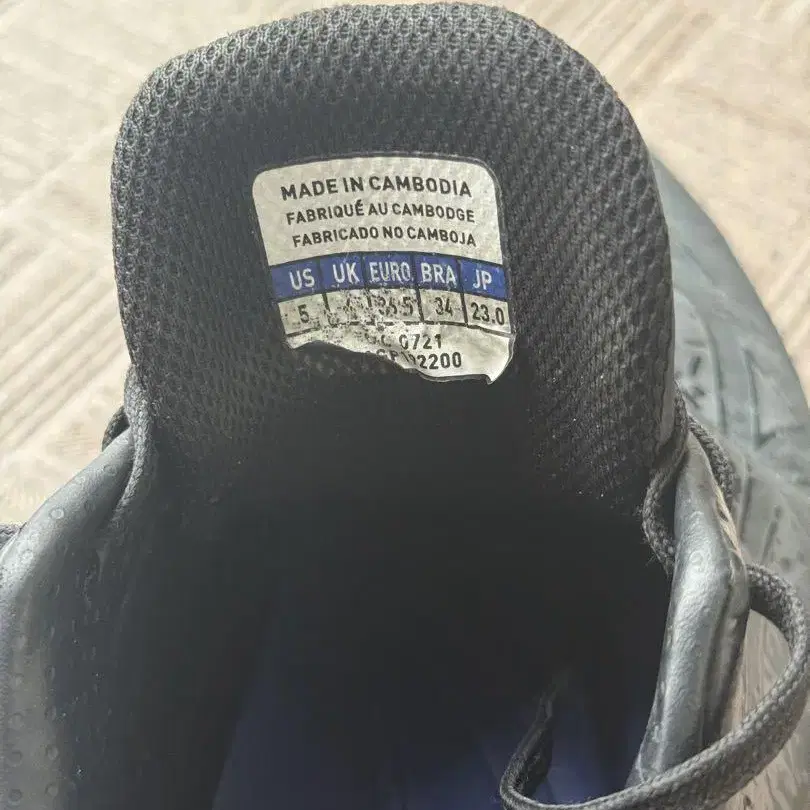 MADE IN CAMBODIA
FABRIQUÉ AU CAMBODGE
FABRICADO NO CAMBOJA
US UK EURO BRA JP
5 34 23.0
0721
2200